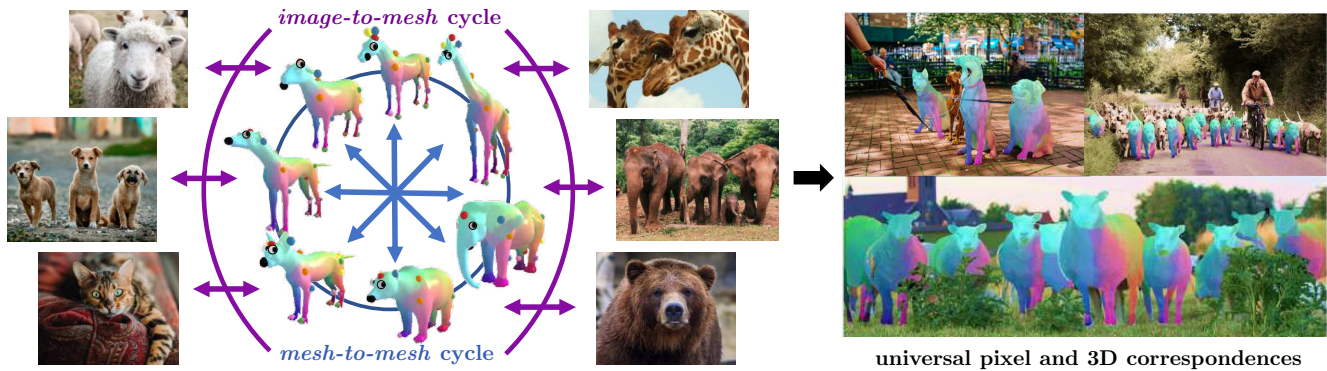 image-to-mesh cycle
mesh-to-mesh cycle
universal pixel and 3D correspondences